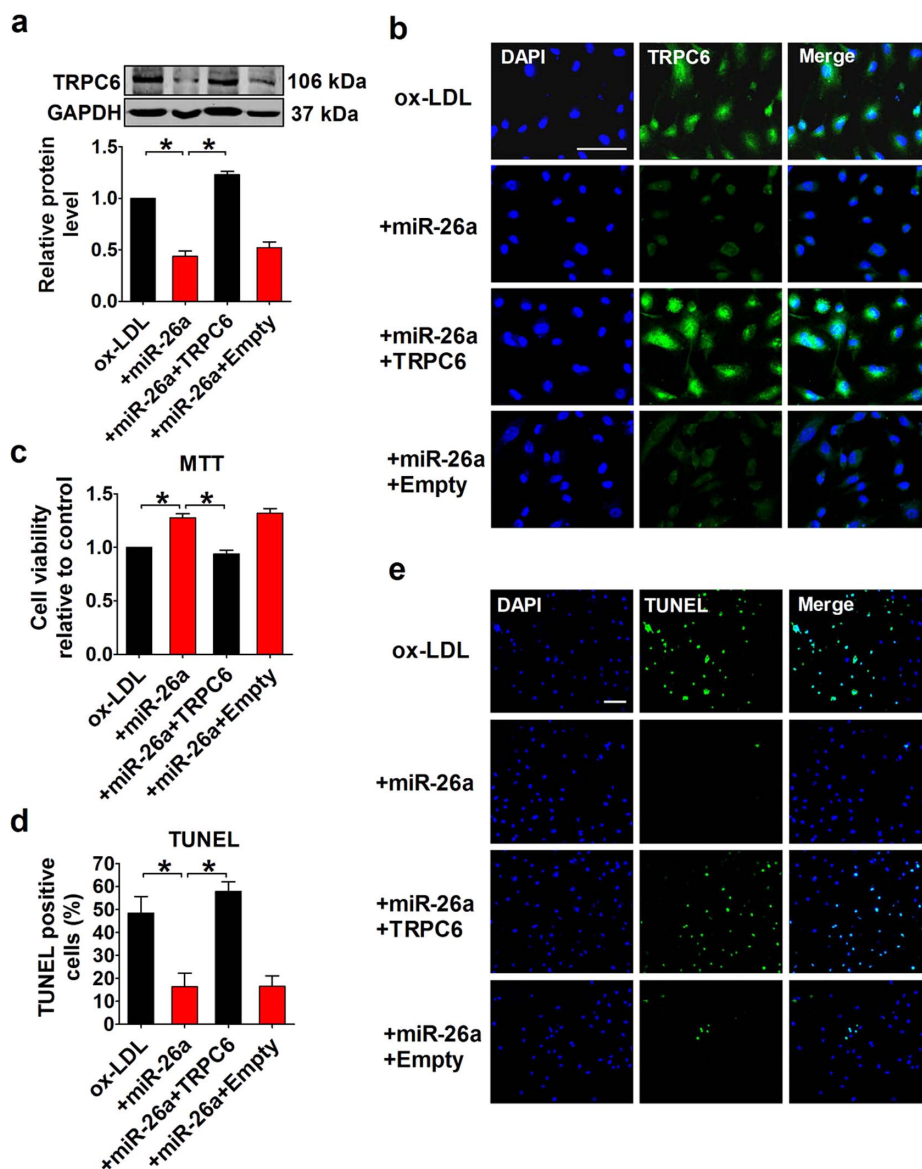 a
TRPC6
106 kDa
GAPDH
37 kDa
Relative protein
level
1.5
1.0
0.5
0.0
* *
ox-LDL
+miR-26a
+miR-26a+TRPC6
+miR-26a+Empty
b
DAPI TRPC6 Merge
ox-LDL
+miR-26a
+miR-26a
+TRPC6
+miR-26a
+Empty
c
MTT
Cell viability
relative to control
1.5
1.0
0.5
0.0
* *
ox-LDL
+miR-26a
+miR-26a+TRPC6
+miR-26a+Empty
d
TUNEL
TUNEL positive
cells (%)
70
60
50
40
30
20
10
0
* *
ox-LDL
+miR-26a
+miR-26a+TRPC6
+miR-26a+Empty
e
DAPI TUNEL Merge
ox-LDL
+miR-26a
+miR-26a
+TRPC6
+miR-26a
+Empty